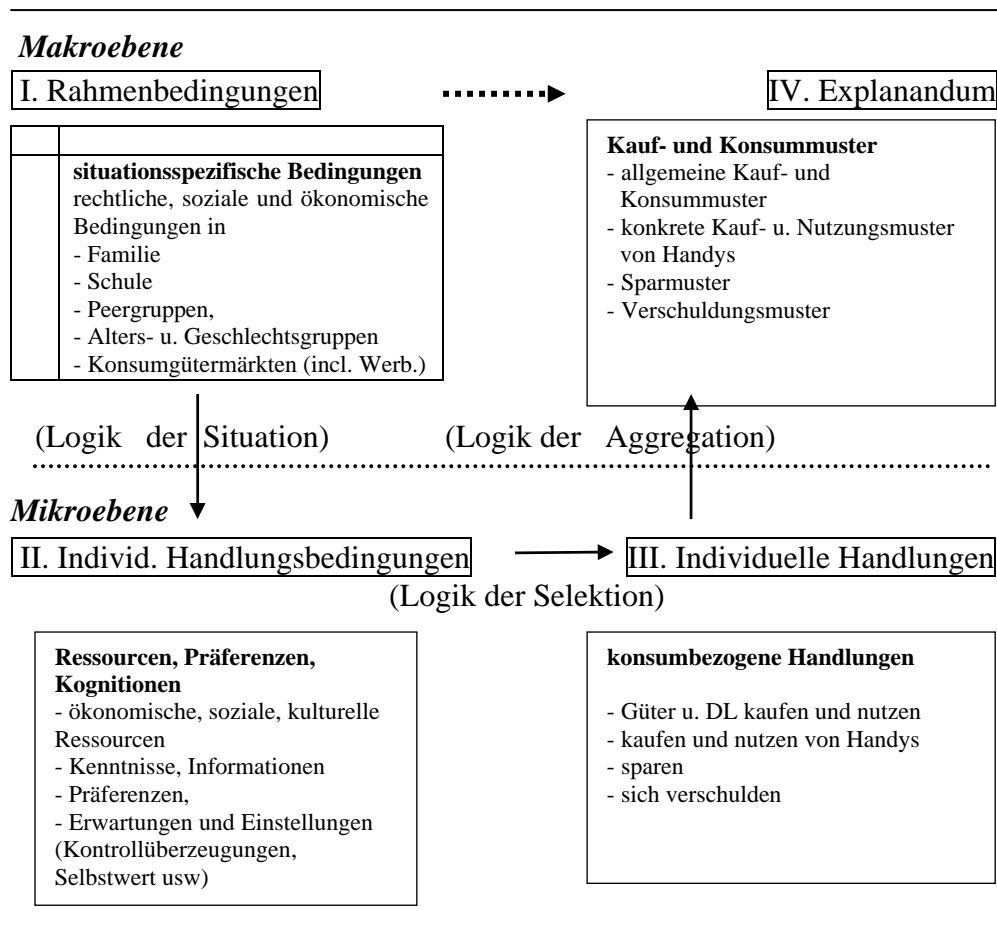 Makroebene
I. Rahmenbedingungen
IV. Explanandum
situationsspezifische Bedingungen
rechtliche, soziale und ökonomische
Bedingungen in
- Familie
- Schule
- Peergruppen,
- Alters- u. Geschlechtsgruppen
- Konsumgütermärkten (incl. Werb.)
Kauf- und Konsummuster
- allgemeine Kauf- und
Konsummuster
- konkrete Kauf- u. Nutzungsmuster
von Handys
- Sparmuster
- Verschuldungsmuster
(Logik der Situation)
(Logik der Aggregation)
Mikroebene
II. Individ. Handlungsbedingungen
III. Individuelle Handlungen
(Logik der Selektion)
Ressourcen, Präferenzen,
Kognitionen
- ökonomische, soziale, kulturelle
Ressourcen
- Kenntnisse, Informationen
- Präferenzen,
- Erwartungen und Einstellungen
(Kontrollüberzeugungen,
Selbstwert usw)
konsumbezogene Handlungen
- Güter u. DL kaufen und nutzen
- kaufen und nutzen von Handys
- sparen
- sich verschulden